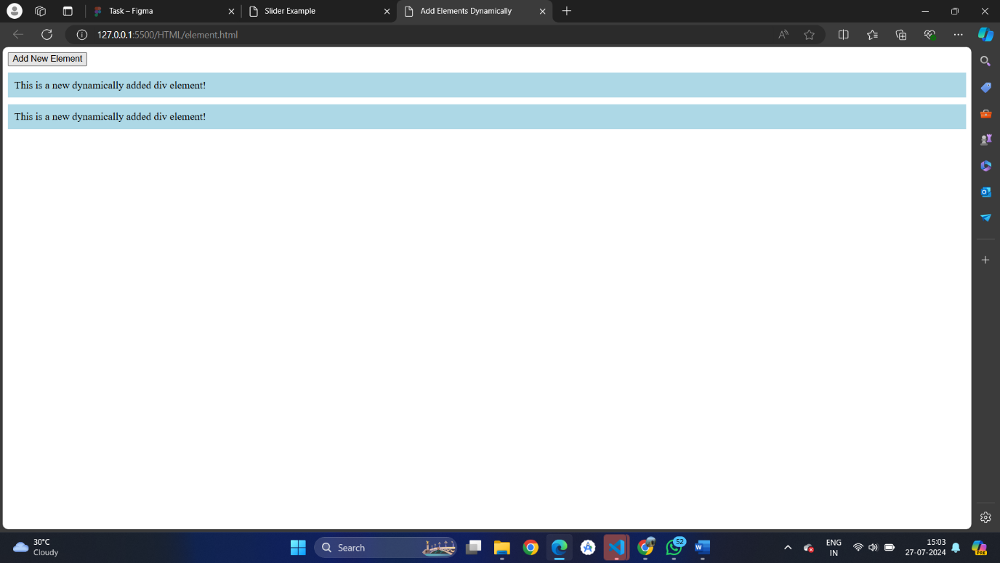 Task – Figma
Slider Example
Add Elements Dynamically
127.0.0.1:5500/HTML/element.html
Add New Element
This is a new dynamically added div element!
This is a new dynamically added div element!
30°C
Cloudy
Search
52
ENG
IN
15:03
27-07-2024
PRE